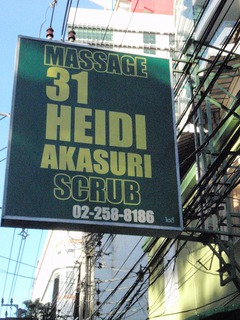 MASSAGE
31
HEIDI
AKASURI
SCRUB
02-258-8186